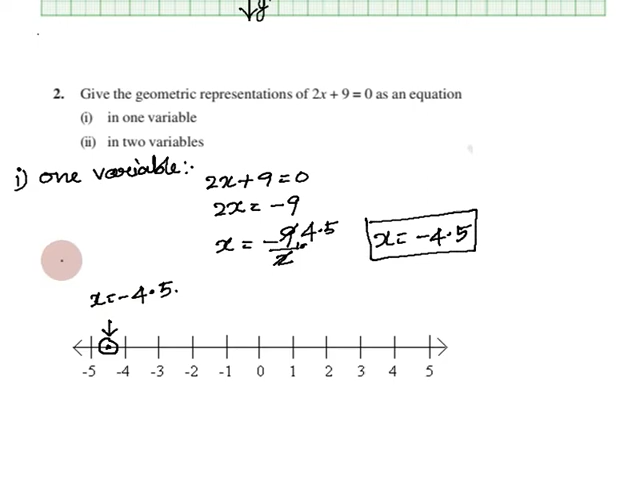 y
2. Give the geometric representations of 2x + 9 = 0 as an equation
(i) in one variable
(ii) in two variables
i) one variable:-
2x + 9 = 0
2x = -9
x = -9/2 4.5
x = -4.5
x = -4.5.
-5 -4 -3 -2 -1 0 1 2 3 4 5